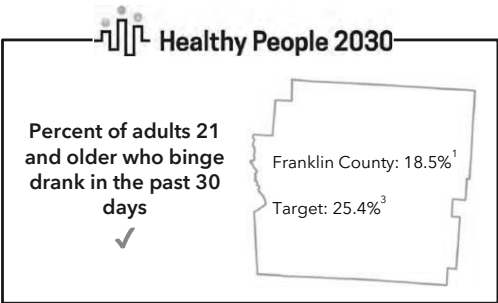 Healthy People 2030
Percent of adults 21
and older who binge
drank in the past 30
days
✓
Franklin County: 18.5%¹
Target: 25.4%³